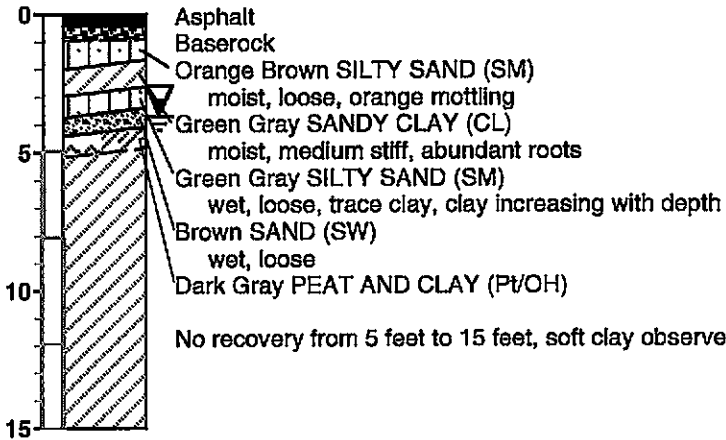 0
Asphalt
Baserock
Orange Brown SILTY SAND (SM)
moist, loose, orange mottling
Green Gray SANDY CLAY (CL)
moist, medium stiff, abundant roots
5
Green Gray SILTY SAND (SM)
wet, loose, trace clay, clay increasing with depth
Brown SAND (SW)
wet, loose
Dark Gray PEAT AND CLAY (Pt/OH)
10
No recovery from 5 feet to 15 feet, soft clay observe
15